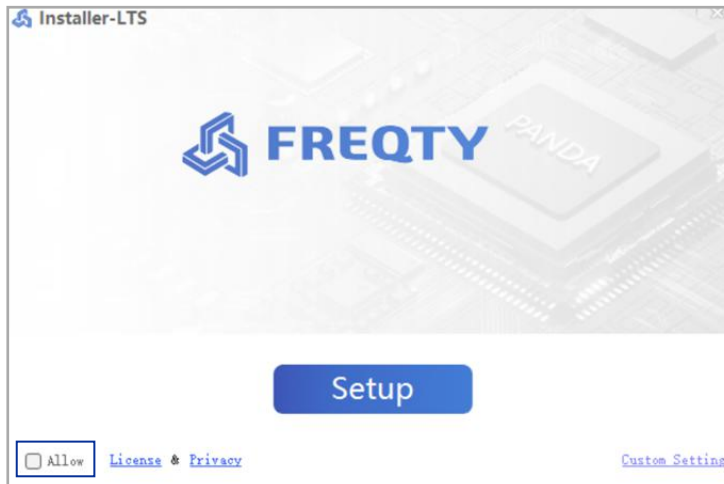 Installer-LTS
FREQTY
PANDA
Setup
Allow License & Privacy Custom Setting